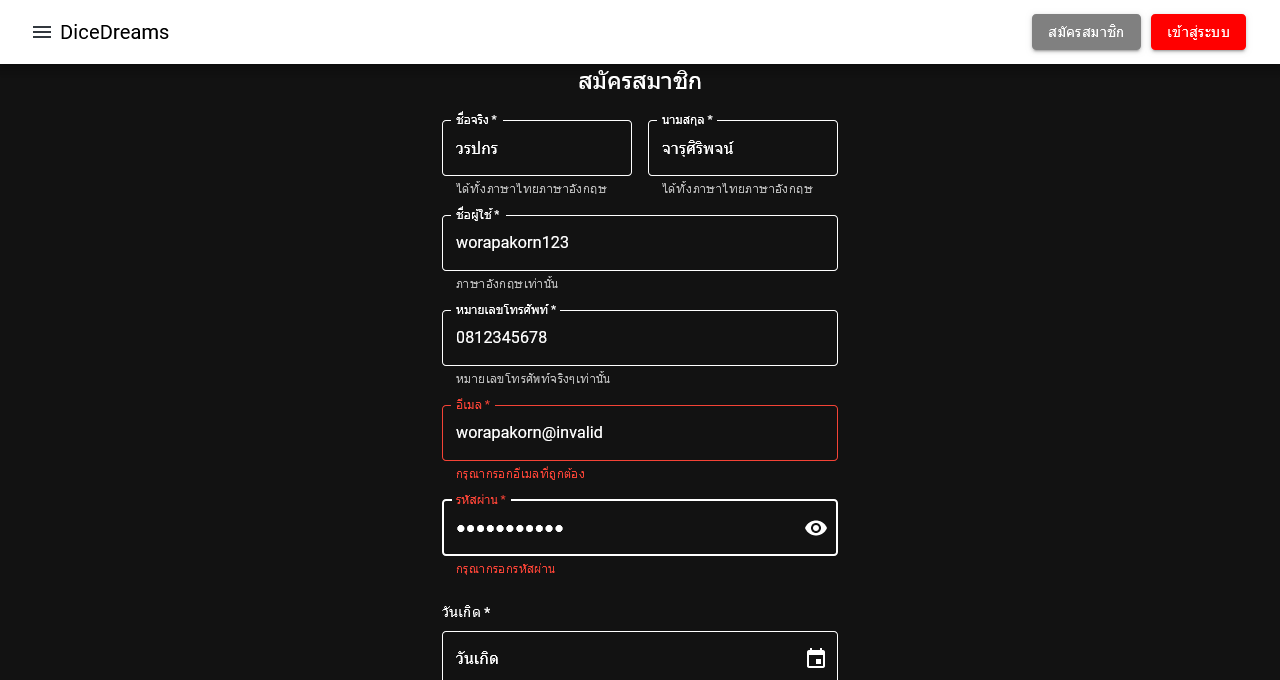 DiceDreams
สมัครสมาชิก
เข้าสู่ระบบ
สมัครสมาชิก
ชื่อจริง *
นามสกุล *
วรปกร
จารุศิริพจน์
ได้ทั้งภาษาไทยภาษาอังกฤษ
ได้ทั้งภาษาไทยภาษาอังกฤษ
ชื่อผู้ใช้ *
worapakorn123
ภาษาอังกฤษเท่านั้น
หมายเลขโทรศัพท์ *
0812345678
หมายเลขโทรศัพท์จริงๆเท่านั้น
อีเมล *
worapakorn@invalid
กรุณากรอกอีเมลที่ถูกต้อง
รหัสผ่าน *
•••••••••••
กรุณากรอกรหัสผ่าน
วันเกิด *
วันเกิด